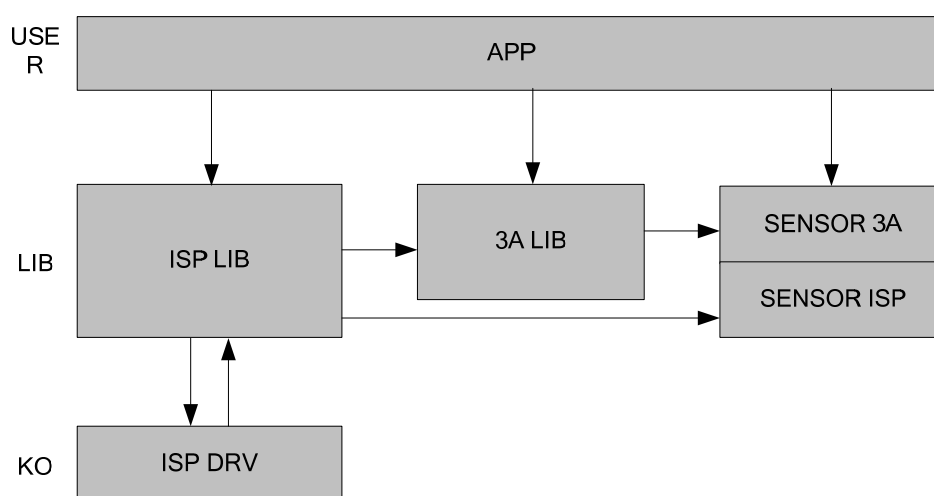 USE
R
APP
ISP LIB
3A LIB
SENSOR 3A
LIB
SENSOR ISP
KO
ISP DRV